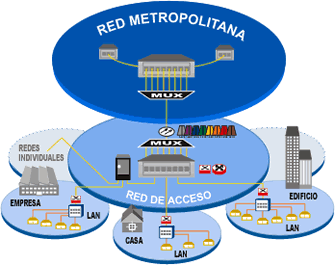 RED METROPOLITANA
MUX
MUX
REDES
INDIVIDUALES
RED DE ACCESO
EMPRESA
LAN
CASA
LAN
EDIFICIO
LAN